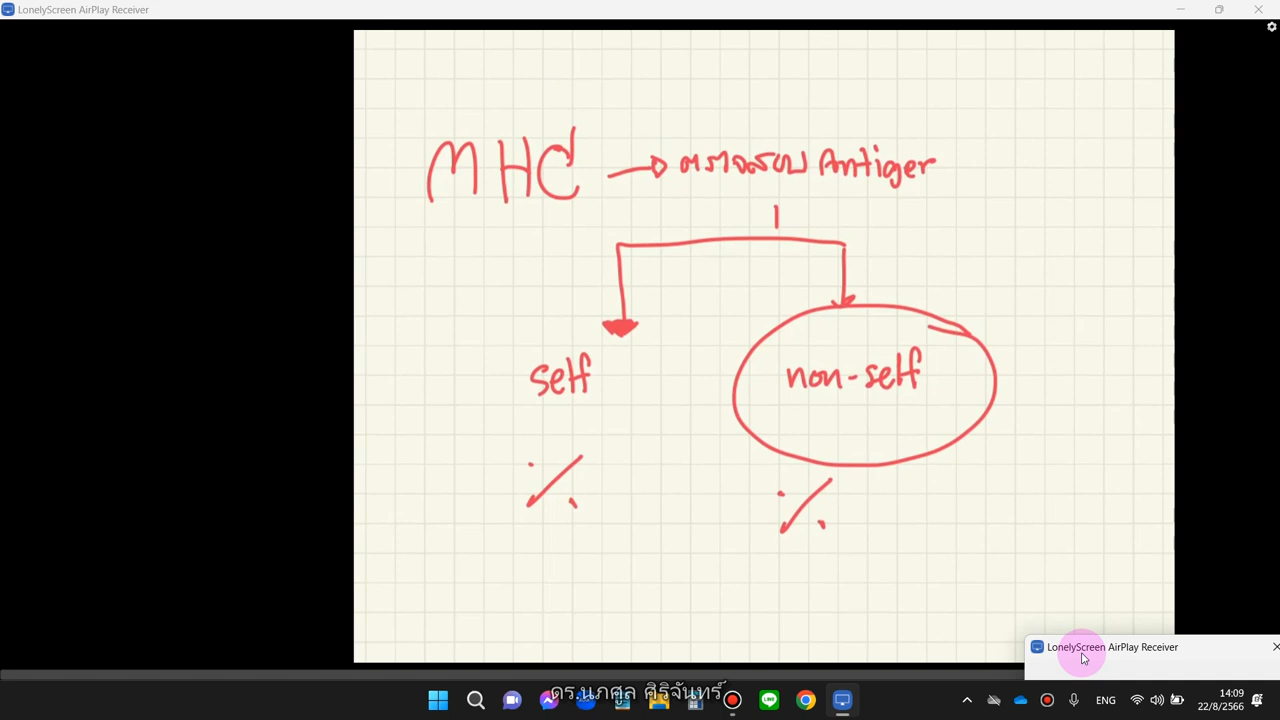 LonelyScreen AirPlay Receiver
MHC → ตรวจสอบ Antigen
self
non-self
٪
٪
LonelyScreen AirPlay Receiver
ดร.นภศูล ศิริจันทร์
ENG
14:09
22/8/2566